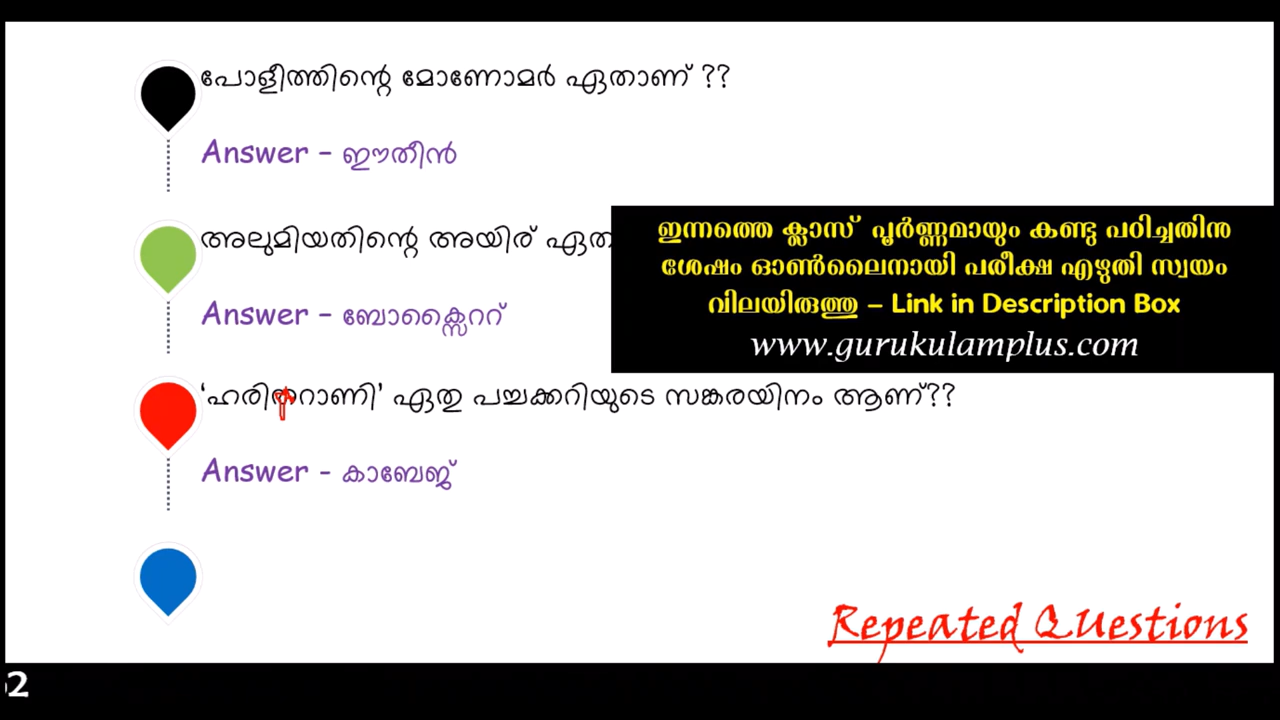 പോളീത്തിന്റെ മോണോമർ ഏതാണ് ??
Answer – ഈതീൻ
അലുമിയതിന്റെ അയിര് ഏത
ഇന്നത്തെ ക്ലാസ് പൂർണ്ണമായും കണ്ടു പഠിച്ചതിനു
ശേഷം ഓൺലൈനായി പരീക്ഷ എഴുതി സ്വയം
വിലയിരുത്തു – Link in Description Box
www.gurukulamplus.com
Answer – ബോക്സൈററ്
‘ഹരിതറാണി’ ഏതു പച്ചക്കറിയുടെ സങ്കരയിനം ആണ്??
Answer – കാബേജ്
Repeated QUestions